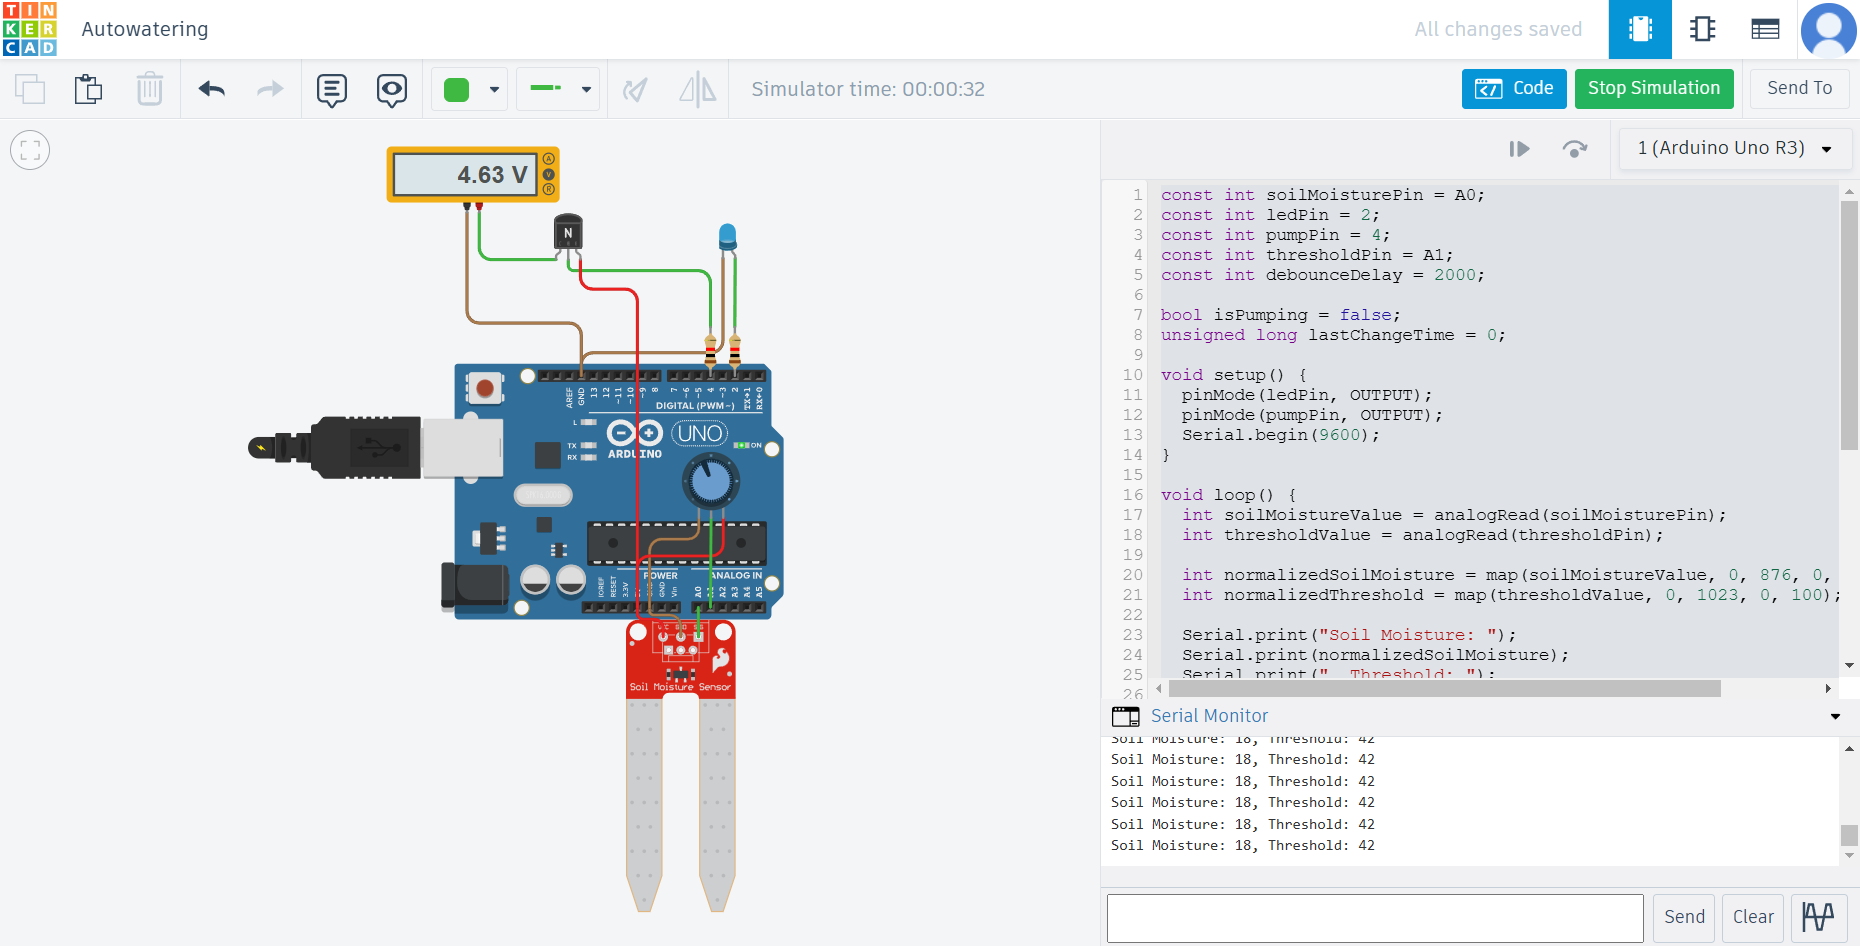 TINKERCAD
Autowatering
All changes saved
Simulator time: 00:00:32
Code
Stop Simulation
Send To
1 (Arduino Uno R3)
4.63 V
A
V
R
N
AREF
GND
13
12
~11
~10
~9
8
7
~6
~5
4
~3
2
TX→1
RX←0
DIGITAL (PWM~)
L
TX
RX
ARDUINO
UNO
ON
POWER
ANALOG IN
IOREF
RESET
3.3V
GND
Vin
A0
A2
A3
A4
A5
Soil Moisture Sensor
1 const int soilMoisturePin = A0;
2 const int ledPin = 2;
3 const int pumpPin = 4;
4 const int thresholdPin = A1;
5 const int debounceDelay = 2000;
6
7 bool isPumping = false;
8 unsigned long lastChangeTime = 0;
9
10 void setup() {
11   pinMode(ledPin, OUTPUT);
12   pinMode(pumpPin, OUTPUT);
13   Serial.begin(9600);
14 }
15
16 void loop() {
17   int soilMoistureValue = analogRead(soilMoisturePin);
18   int thresholdValue = analogRead(thresholdPin);
19
20   int normalizedSoilMoisture = map(soilMoistureValue, 0, 876, 0,
21   int normalizedThreshold = map(thresholdValue, 0, 1023, 0, 100);
22
23   Serial.print("Soil Moisture: ");
24   Serial.print(normalizedSoilMoisture);
25   Serial.print(", Threshold: ");
26
Serial Monitor
Soil Moisture: 18, Threshold: 42
Soil Moisture: 18, Threshold: 42
Soil Moisture: 18, Threshold: 42
Soil Moisture: 18, Threshold: 42
Soil Moisture: 18, Threshold: 42
Soil Moisture: 18, Threshold: 42
Send
Clear